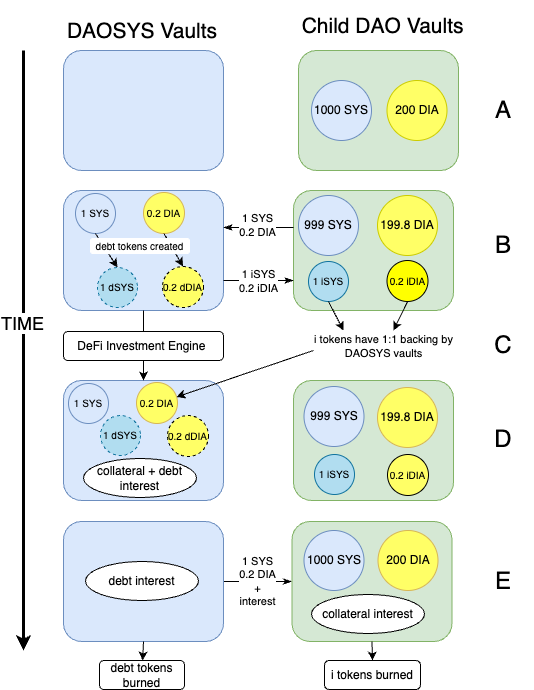 DAOSYS Vaults
Child DAO Vaults
1000 SYS
200 DIA
A
1 SYS
0.2 DIA
debt tokens created
1 dSYS
0.2 dDIA
1 SYS
0.2 DIA
1 iSYS
0.2 iDIA
999 SYS
199.8 DIA
1 iSYS
0.2 iDIA
B
TIME
DeFi Investment Engine
i tokens have 1:1 backing by
DAOSYS vaults
C
1 SYS
0.2 DIA
1 dSYS
0.2 dDIA
collateral + debt
interest
999 SYS
199.8 DIA
1 iSYS
0.2 iDIA
D
debt interest
1 SYS
0.2 DIA
+
interest
1000 SYS
200 DIA
collateral interest
E
debt tokens
burned
i tokens burned